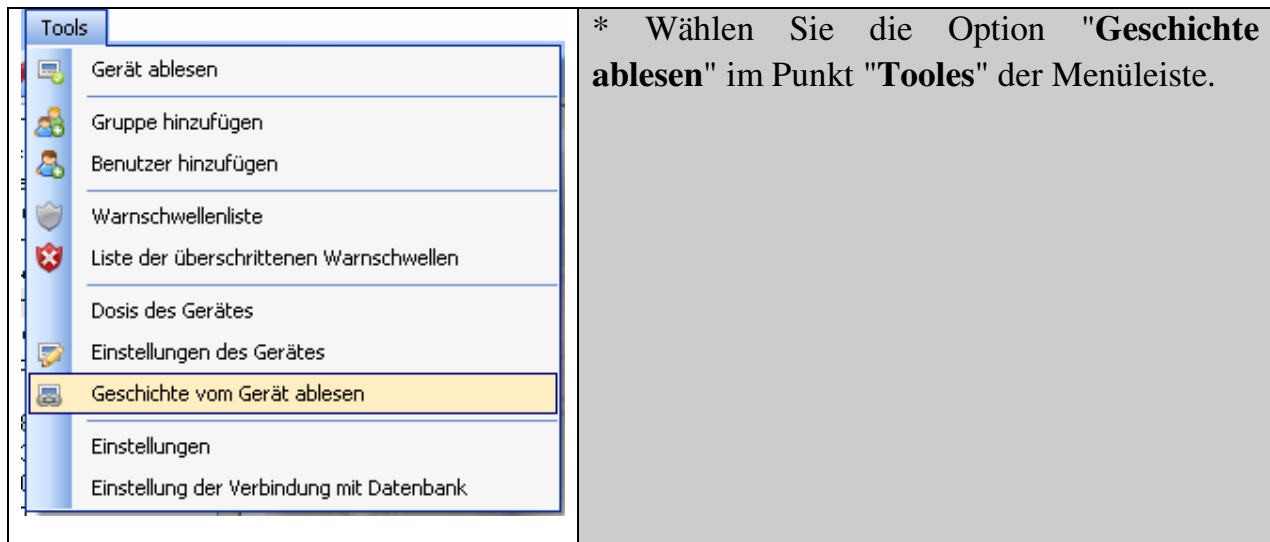 Tools
Gerät ablesen
Gruppe hinzufügen
Benutzer hinzufügen
Warnschwellenliste
Liste der überschrittenen Warnschwellen
Dosis des Gerätes
Einstellungen des Gerätes
Geschichte vom Gerät ablesen
Einstellungen
Einstellung der Verbindung mit Datenbank
* Wählen Sie die Option "Geschichte
ablesen" im Punkt "Tooles" der Menüleiste.